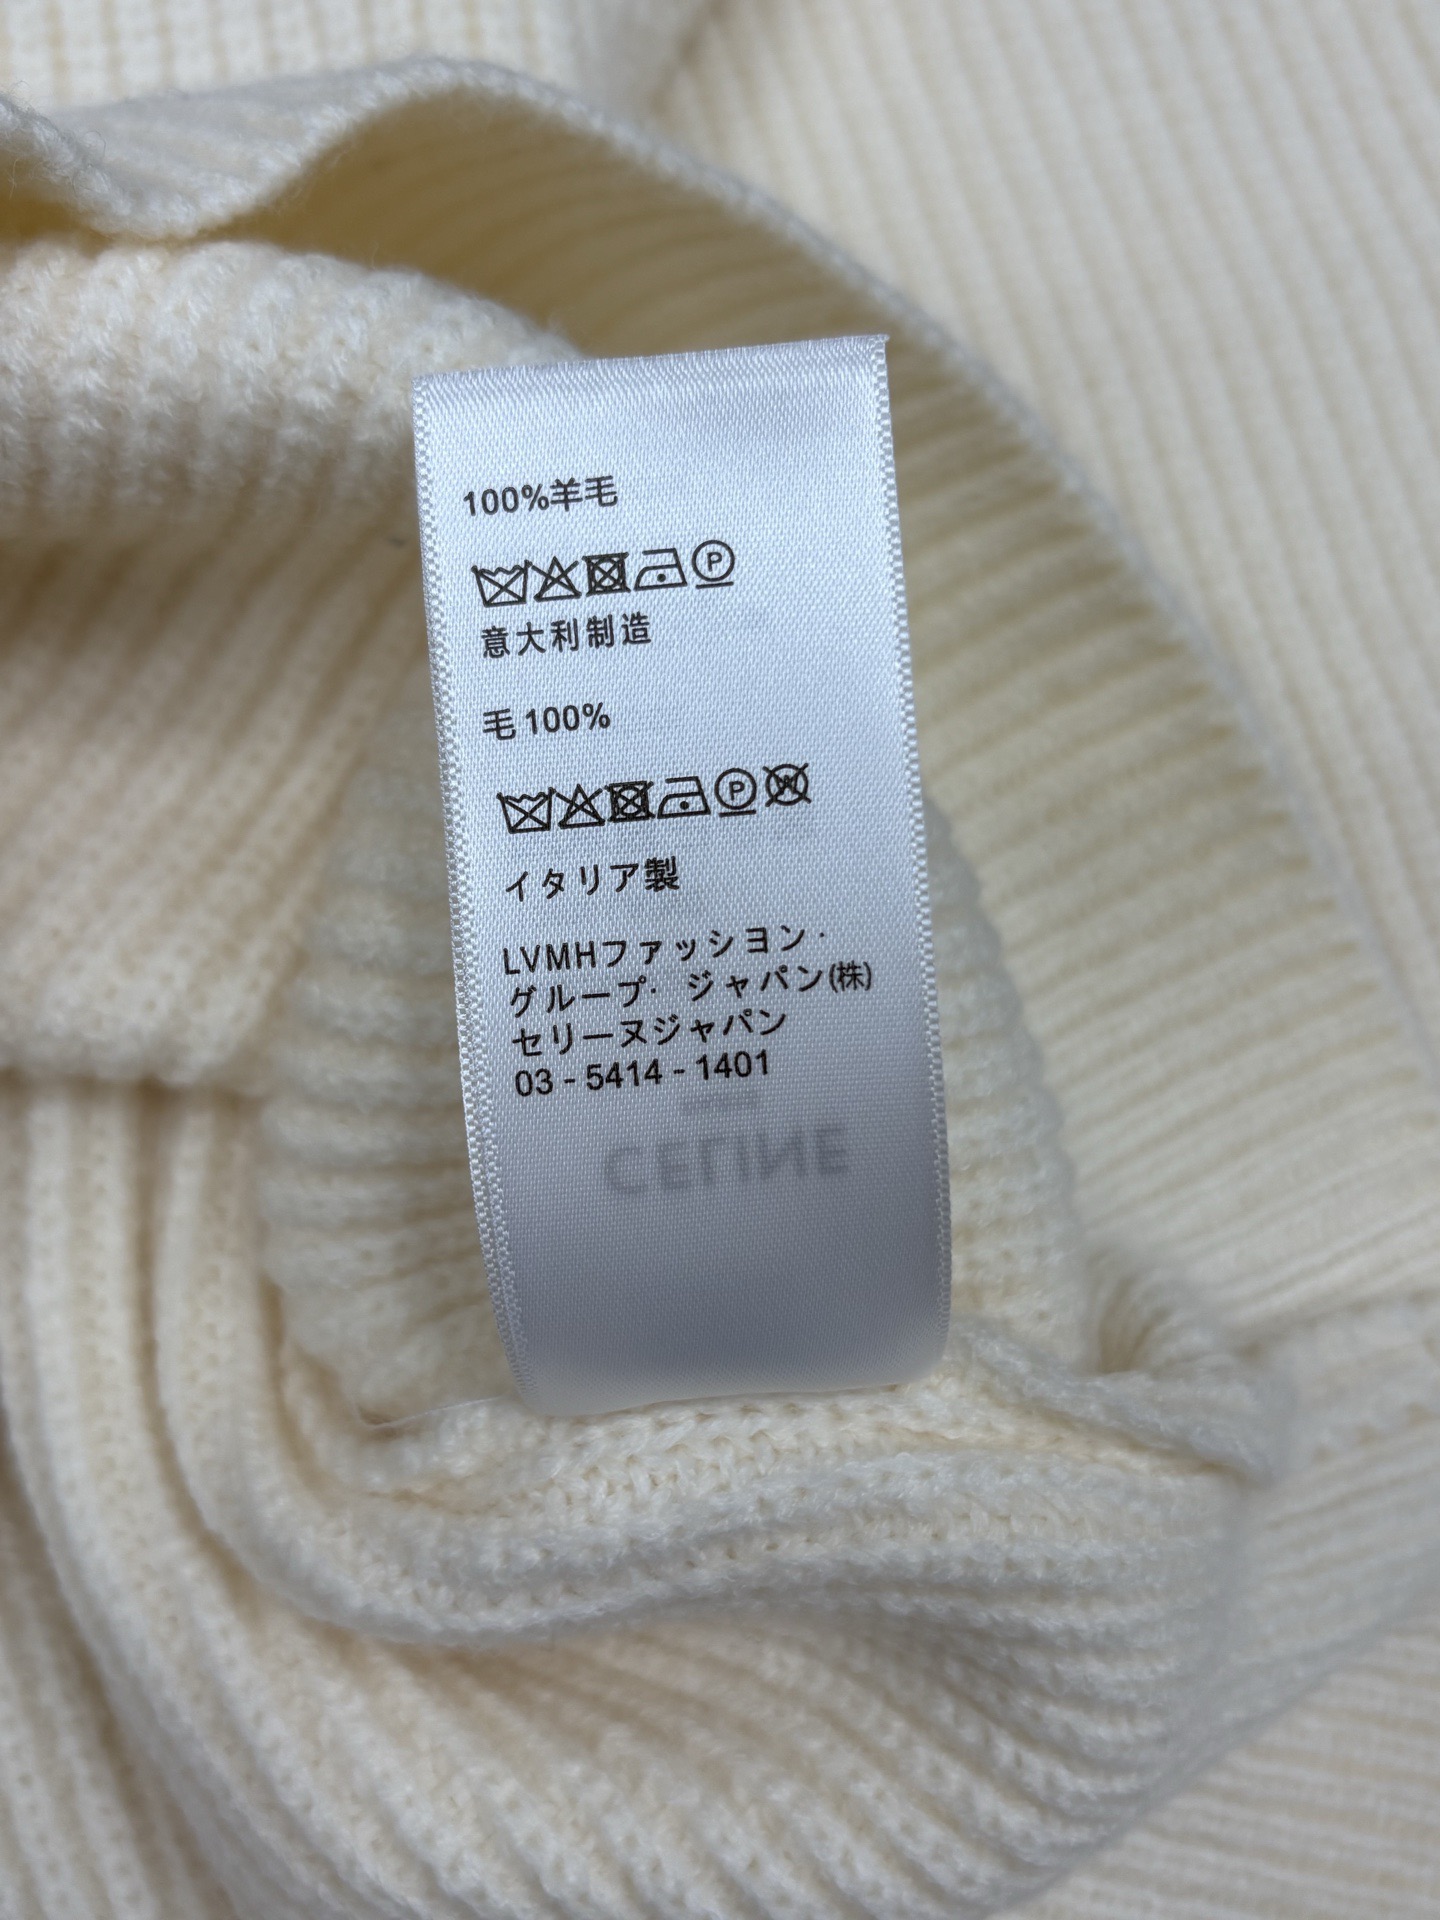 100%羊毛
P
意大利制造
毛 100%
P W
イタリア製
LVMHファッション·
グループ· ジャパン(株)
セリーヌジャパン
03 - 5414 - 1401
CELINE